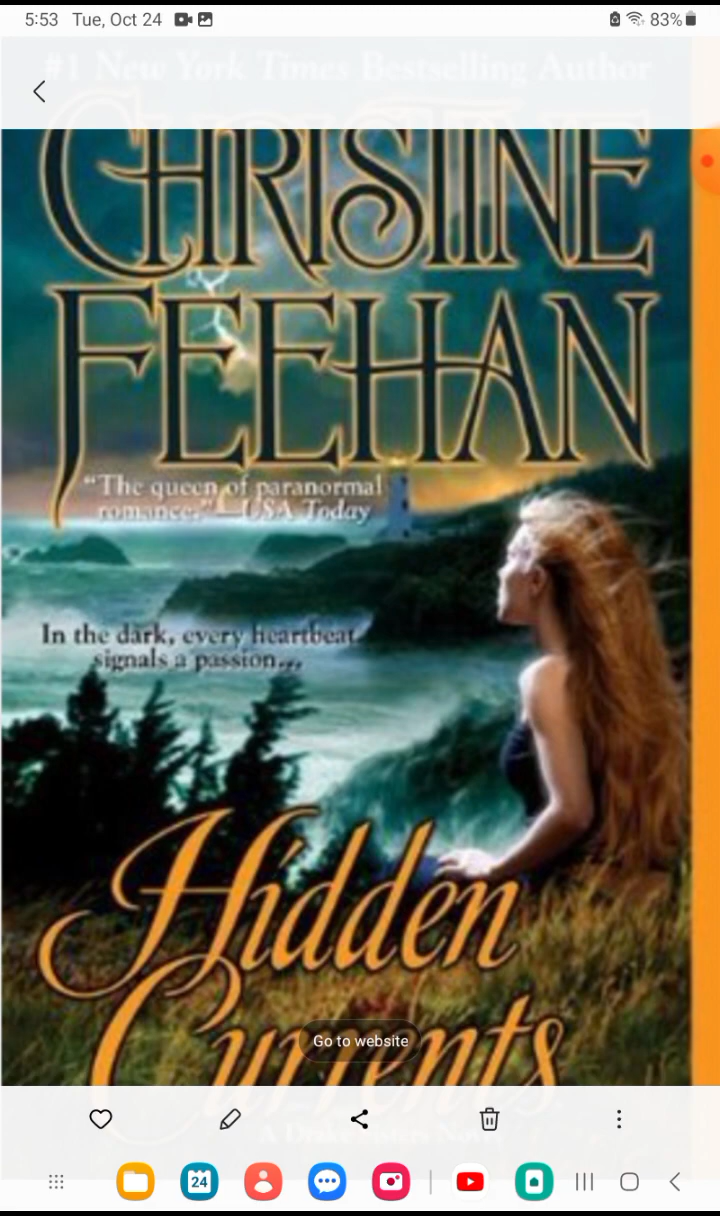 5:53 Tue, Oct 24 83%
#1 New York Times Bestselling Author
CHRISTINE
FEEHAN
"The queen of paranormal
romance."—USA Today
In the dark, every heartbeat
signals a passion...
Hidden
Currents
Go to website
A Drake Sisters Novel
24